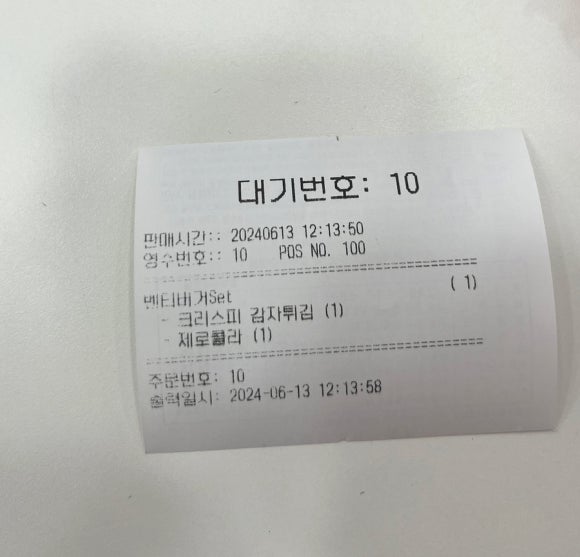 대기번호: 10
판매시간:: 20240613 12:13:50
영수번호:: 10 POS NO. 100
================================================
벤티버거Set ( 1)
- 크리스피 감자튀김 (1)
- 제로콜라 (1)
================================================
주문번호: 10
출력일시: 2024-06-13 12:13:58